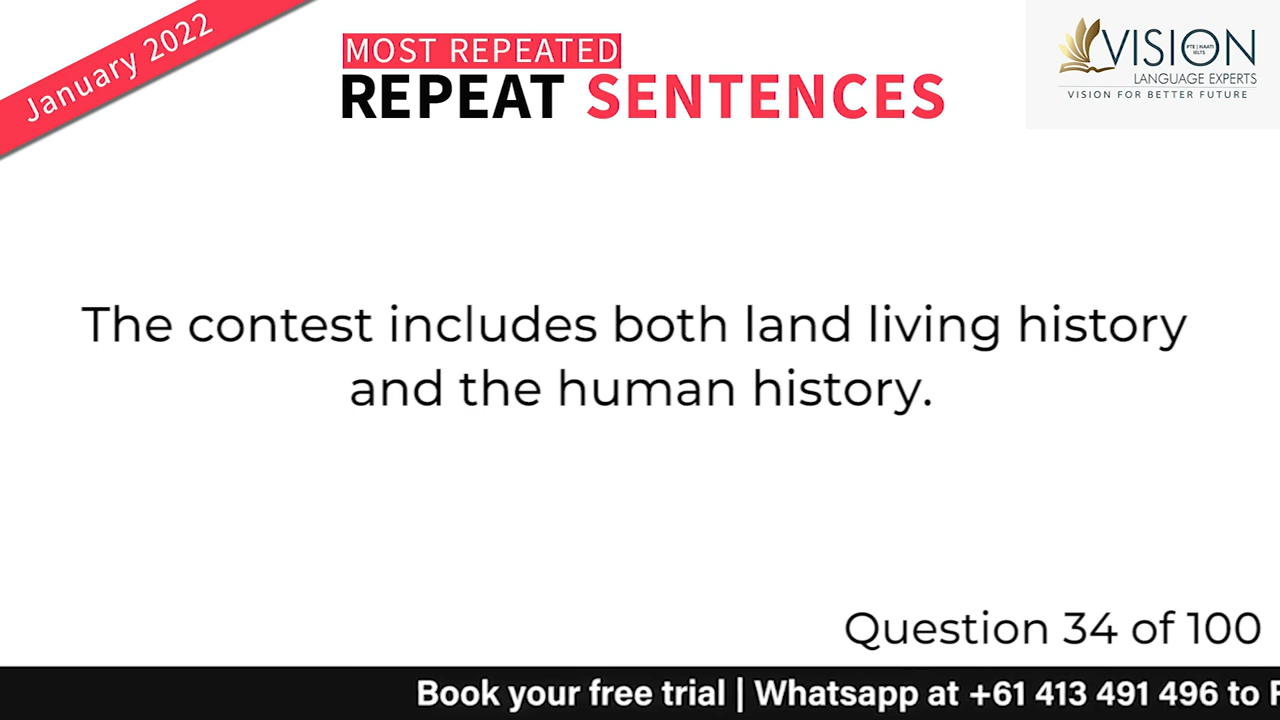 January 2022
MOST REPEATED
REPEAT SENTENCES
VISION
PTE | NAATI
IELTS
LANGUAGE EXPERTS
VISION FOR BETTER FUTURE
The contest includes both land living history
and the human history.
Question 34 of 100
Book your free trial | Whatsapp at +61 413 491 496 to